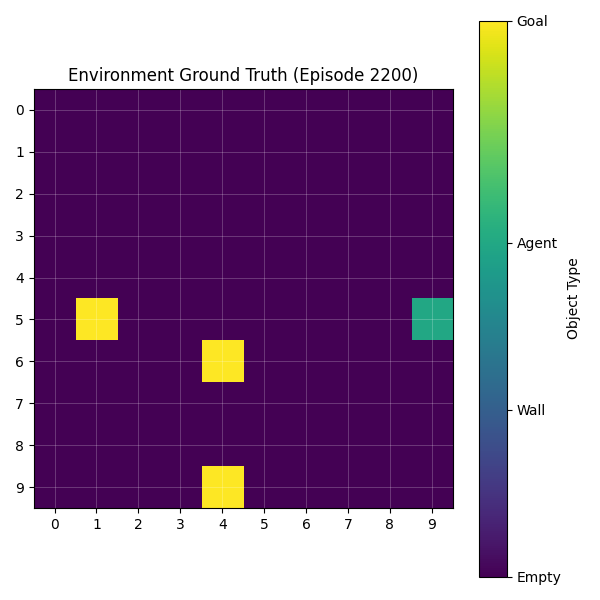 Environment Ground Truth (Episode 2200)
0
1
2
3
4
5
6
7
8
9
0 1 2 3 4 5 6 7 8 9
Goal
Agent
Wall
Empty
Object Type